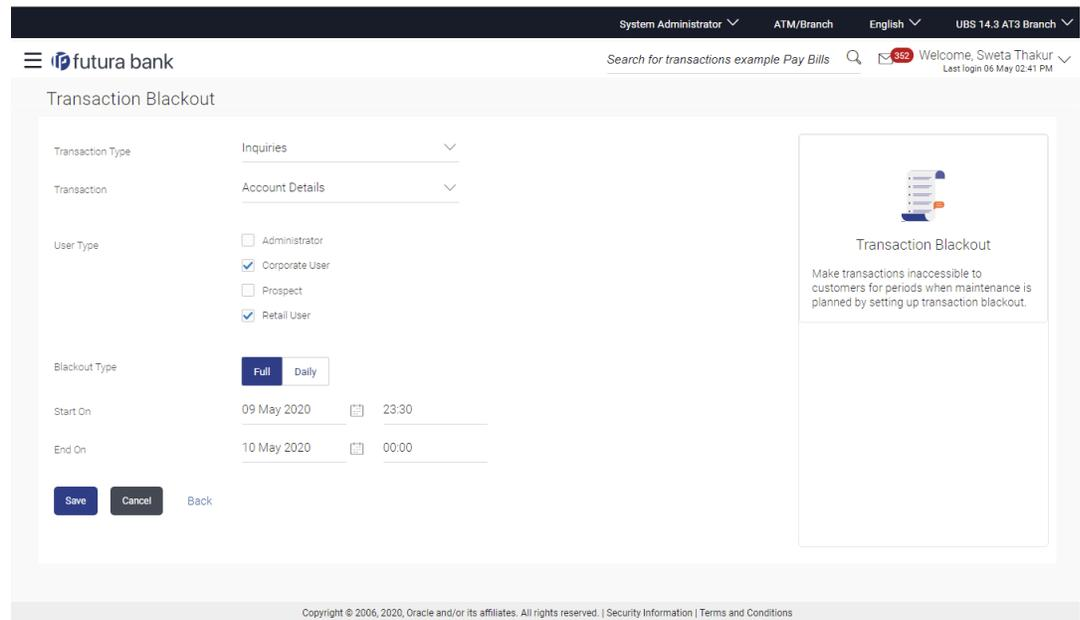 System Administrator ATM/Branch English UBS 14.3 AT3 Branch
futura bank
Search for transactions example Pay Bills
352
Welcome, Sweta Thakur
Last login 06 May 02:41 PM
Transaction Blackout
Transaction Type Inquiries
Transaction Account Details
User Type
Administrator
Corporate User
Prospect
Retail User
Blackout Type Full Daily
Start On 09 May 2020 23:30
End On 10 May 2020 00:00
Save Cancel Back
Transaction Blackout
Make transactions inaccessible to
customers for periods when maintenance is
planned by setting up transaction blackout.
Copyright © 2006, 2020, Oracle and/or its affiliates. All rights reserved. | Security Information | Terms and Conditions